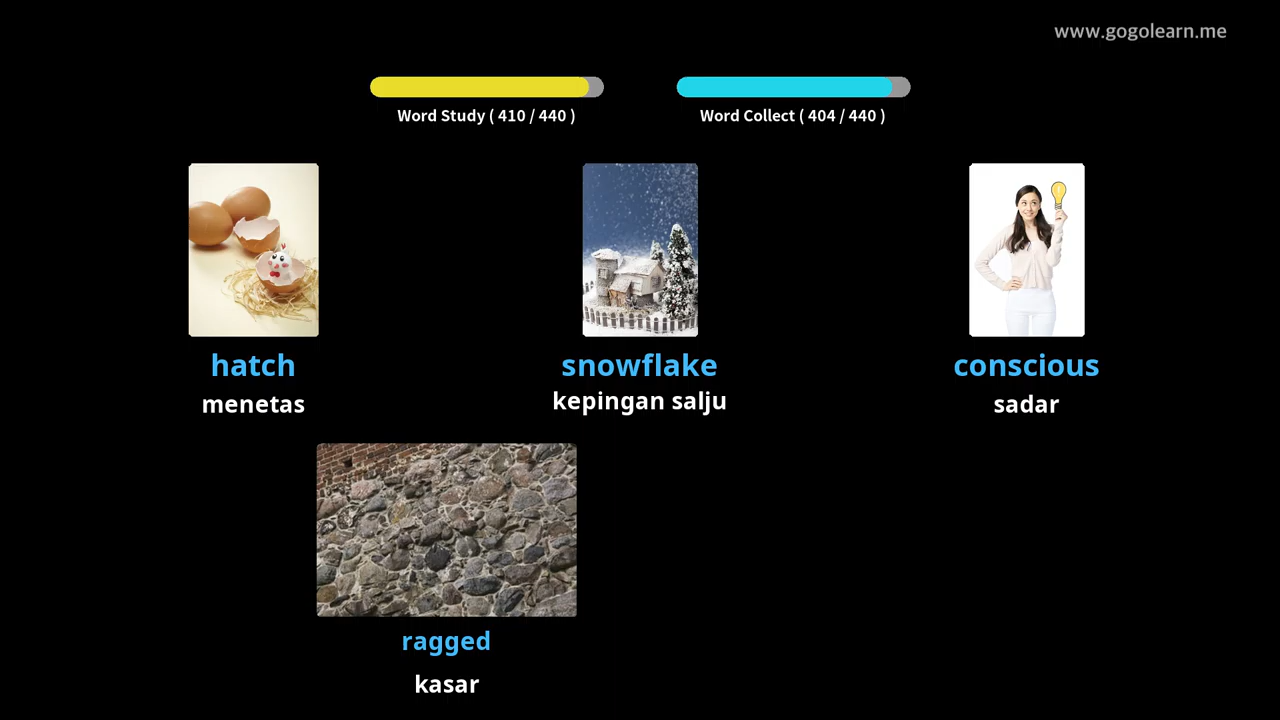 www.gogolearn.me
Word Study ( 410 / 440 )
Word Collect ( 404 / 440 )
hatch
menetas
snowflake
kepingan salju
conscious
sadar
ragged
kasar